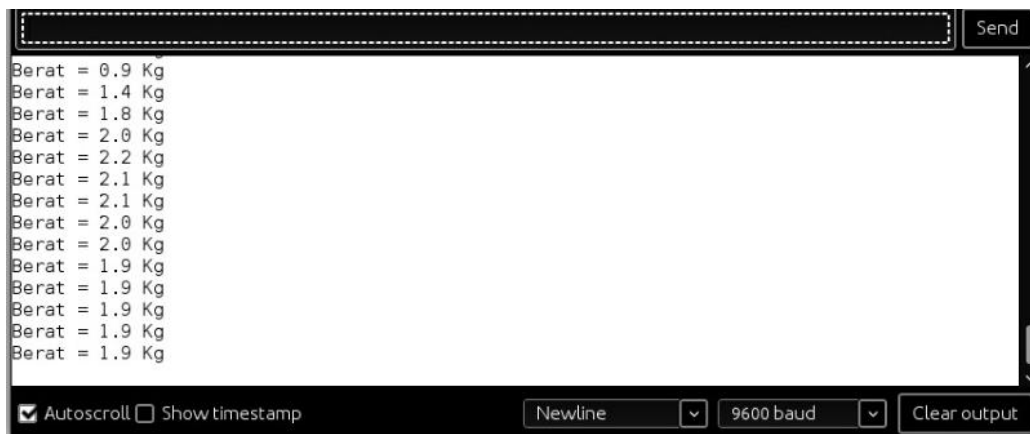 Send
Berat = 0.9 Kg
Berat = 1.4 Kg
Berat = 1.8 Kg
Berat = 2.0 Kg
Berat = 2.2 Kg
Berat = 2.1 Kg
Berat = 2.1 Kg
Berat = 2.0 Kg
Berat = 2.0 Kg
Berat = 1.9 Kg
Berat = 1.9 Kg
Berat = 1.9 Kg
Berat = 1.9 Kg
Berat = 1.9 Kg
Autoscroll Show timestamp Newline 9600 baud Clear output